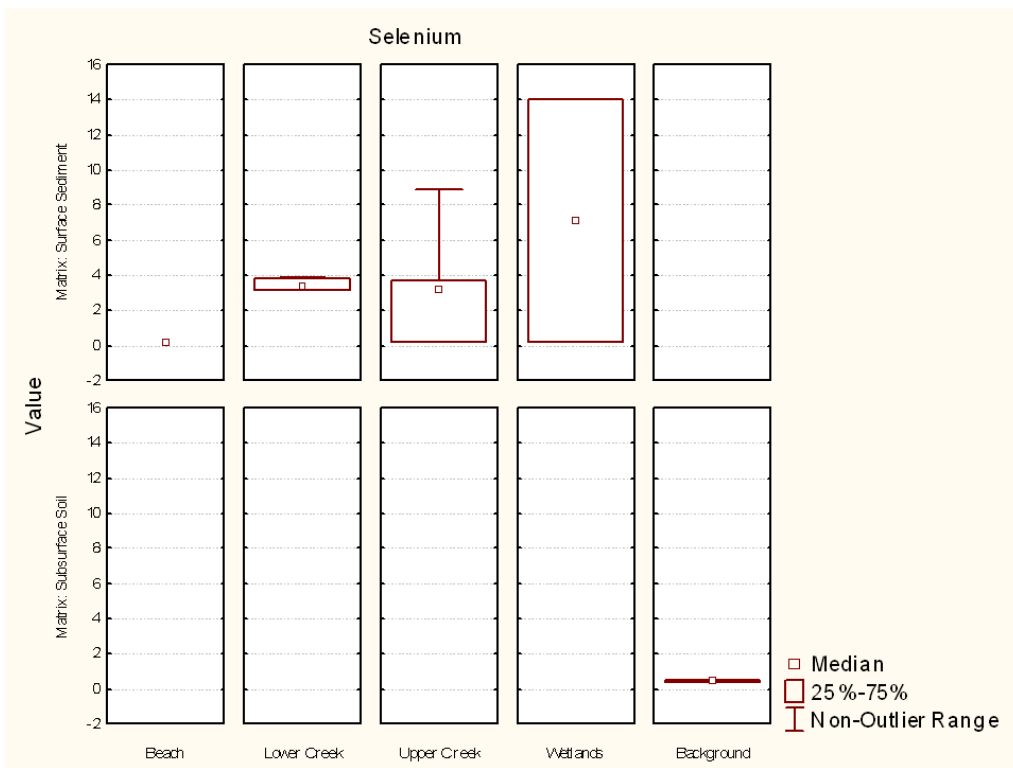 Selenium
Value
Matrix: Surface Sediment
16
14
12
10
8
6
4
2
0
-2
Matrix: Subsurface Soil
16
14
12
10
8
6
4
2
0
-2
Beach
Lower Creek
Upper Creek
Wetlands
Background
Median
25%-75%
Non-Outlier Range